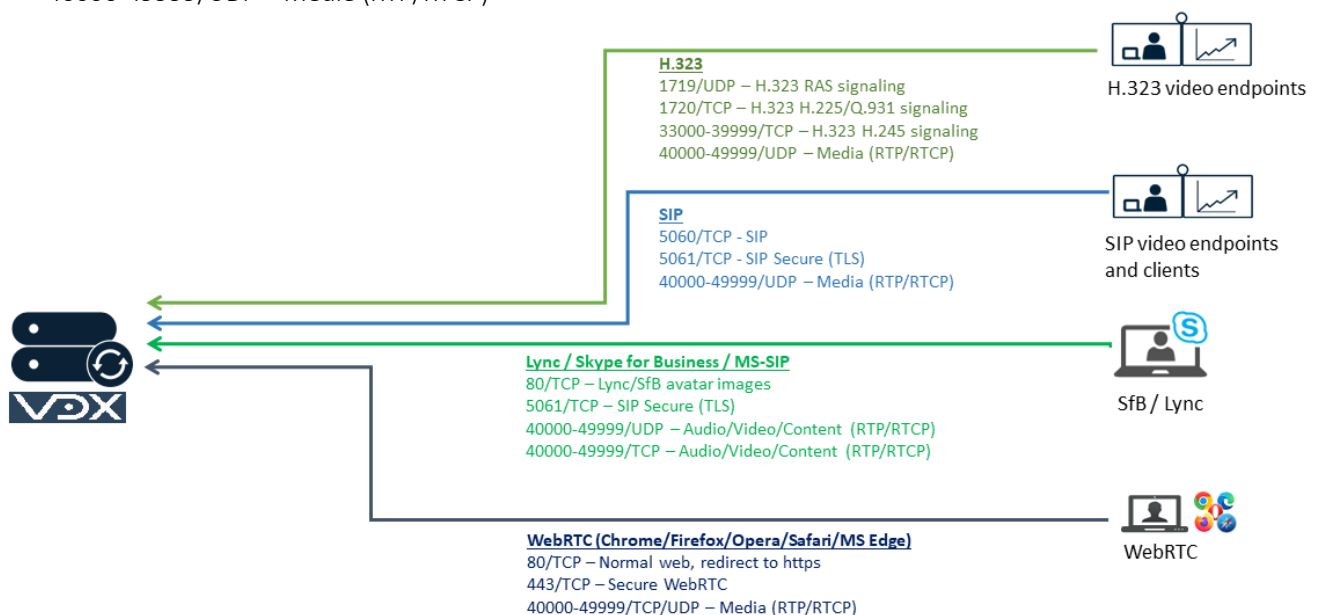 H.323
1719/UDP – H.323 RAS signaling
1720/TCP – H.323 H.225/Q.931 signaling
33000-39999/TCP – H.323 H.245 signaling
40000-49999/UDP – Media (RTP/RTCP)
H.323 video endpoints
SIP
5060/TCP - SIP
5061/TCP - SIP Secure (TLS)
40000-49999/UDP – Media (RTP/RTCP)
SIP video endpoints
and clients
VDX
Lync / Skype for Business / MS-SIP
80/TCP – Lync/SfB avatar images
5061/TCP – SIP Secure (TLS)
40000-49999/UDP – Audio/Video/Content (RTP/RTCP)
40000-49999/TCP – Audio/Video/Content (RTP/RTCP)
S
SfB / Lync
WebRTC (Chrome/Firefox/Opera/Safari/MS Edge)
80/TCP – Normal web, redirect to https
443/TCP – Secure WebRTC
40000-49999/TCP/UDP – Media (RTP/RTCP)
WebRTC